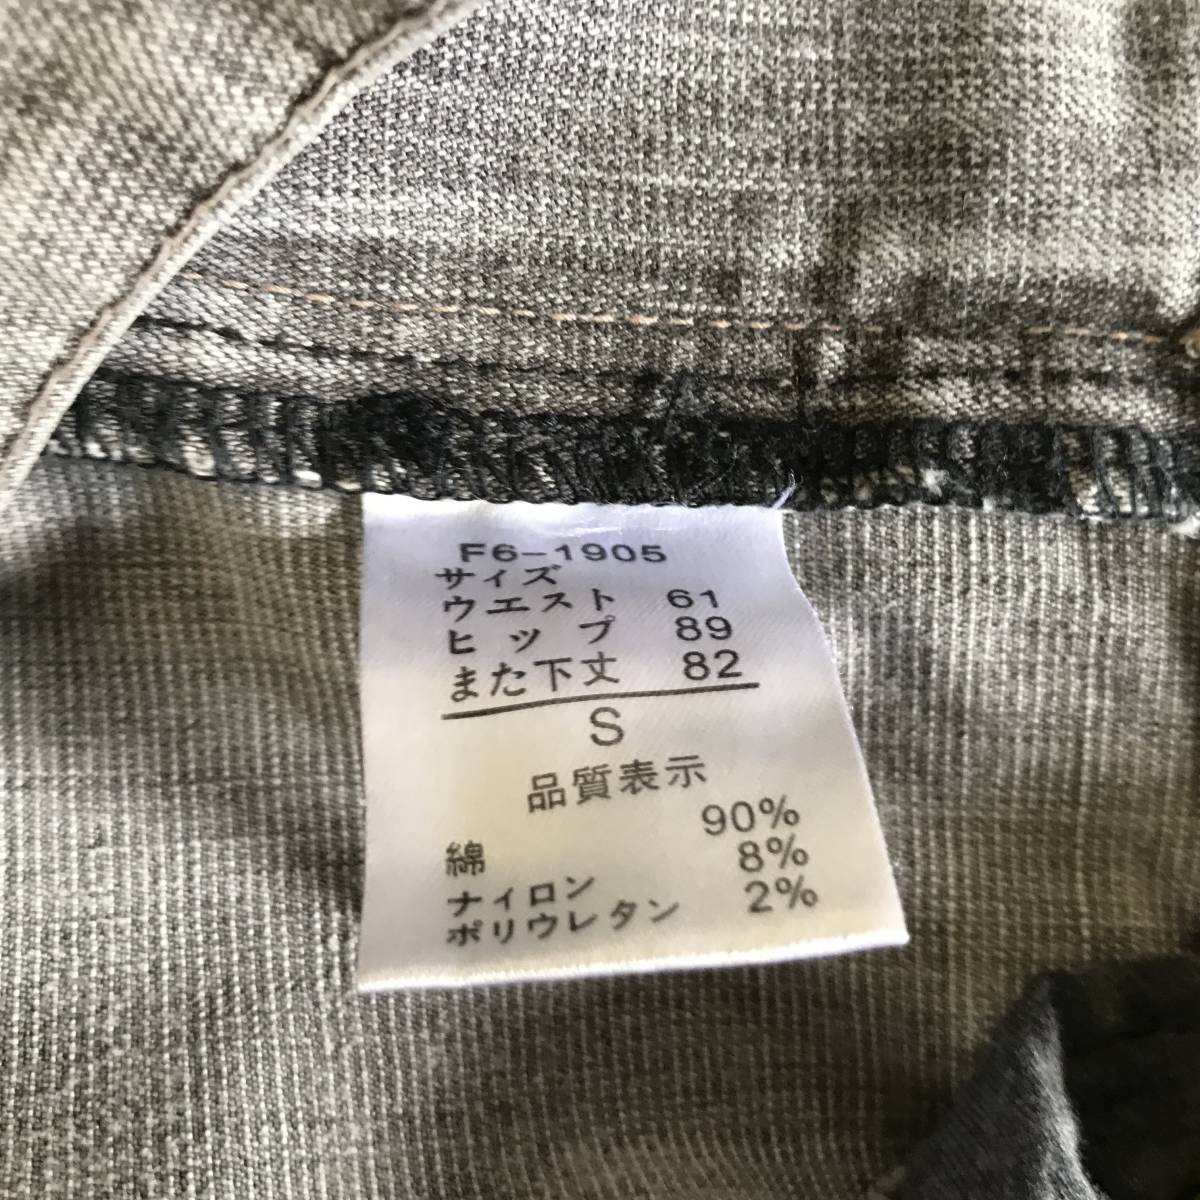 F6-1905
サイズ
ウエスト 61
ヒップ 89
また下丈 82
S
品質表示
綿 90%
ナイロン 8%
ポリウレタン 2%